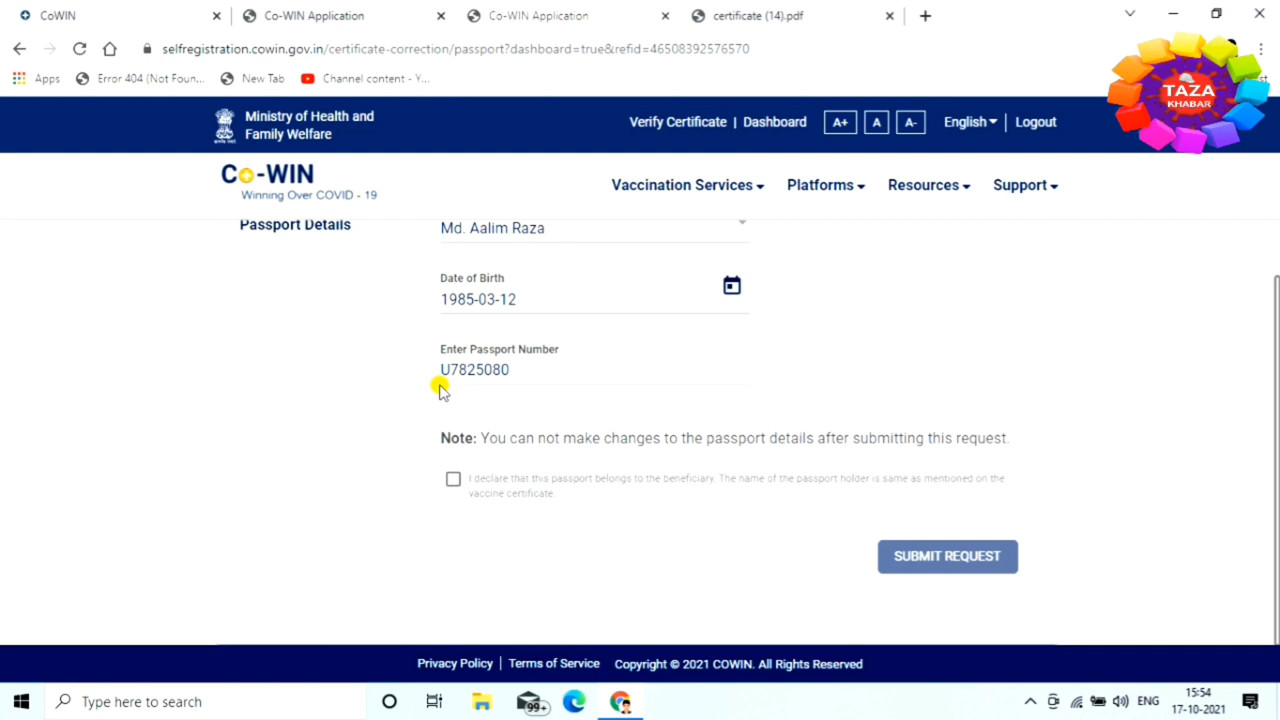 CoWIN
Co-WIN Application
Co-WIN Application
certificate (14).pdf
selfregistration.cowin.gov.in/certificate-correction/passport?dashboard=true&refid=46508392576570
Apps
Error 404 (Not Foun...
New Tab
Channel content - Y...
TAZA
KHABAR
Ministry of Health and
Family Welfare
Verify Certificate | Dashboard A+ A A- English Logout
Co-WIN
Winning Over COVID - 19
Vaccination Services Platforms Resources Support
Passport Details
Md. Aalim Raza
Date of Birth
1985-03-12
Enter Passport Number
U7825080
Note: You can not make changes to the passport details after submitting this request.
I declare that this passport belongs to the beneficiary. The name of the passport holder is same as mentioned on the
vaccine certificate.
SUBMIT REQUEST
Privacy Policy | Terms of Service Copyright © 2021 COWIN. All Rights Reserved
Type here to search
99+
ENG
15:54
17-10-2021